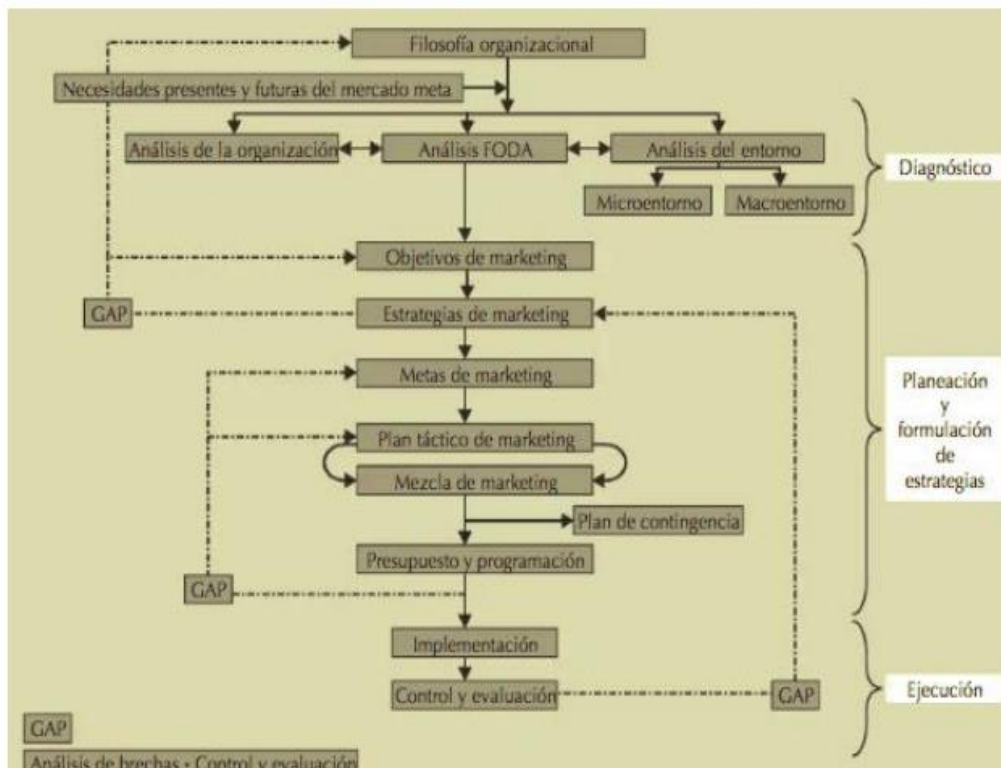 Filosofía organizacional
Necesidades presentes y futuras del mercado meta
Análisis de la organización
Análisis FODA
Análisis del entorno
Diagnóstico
Microentorno
Macroentorno
Objetivos de marketing
GAP
Estrategias de marketing
Metas de marketing
Planeación
y
formulación
de
estrategias
Plan táctico de marketing
Mezcla de marketing
Plan de contingencia
Presupuesto y programación
GAP
Implementación
Control y evaluación
GAP
Ejecución
GAP
Análisis de brechas - Control y evaluación